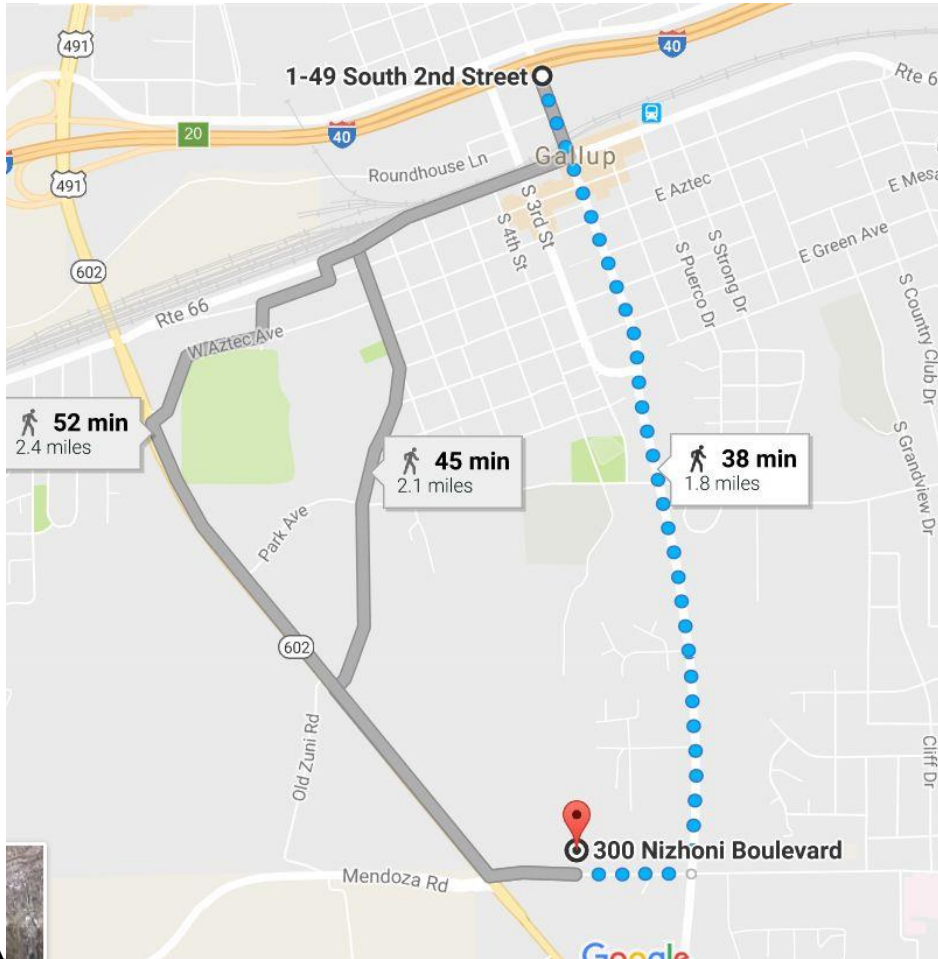 491
40
1-49 South 2nd Street
Rte 6
20
40
Gallup
Roundhouse Ln
491
E Aztec
E Mesa
S 3rd St
S 4th St
S Strong Dr
S Puerco Dr
E Green Ave
602
Rte 66
S Country Club Dr
W Aztec Ave
52 min
2.4 miles
45 min
2.1 miles
38 min
1.8 miles
S Grandview Dr
Park Ave
602
Old Zuni Rd
Cliff Dr
300 Nizhoni Boulevard
Mendoza Rd
Google